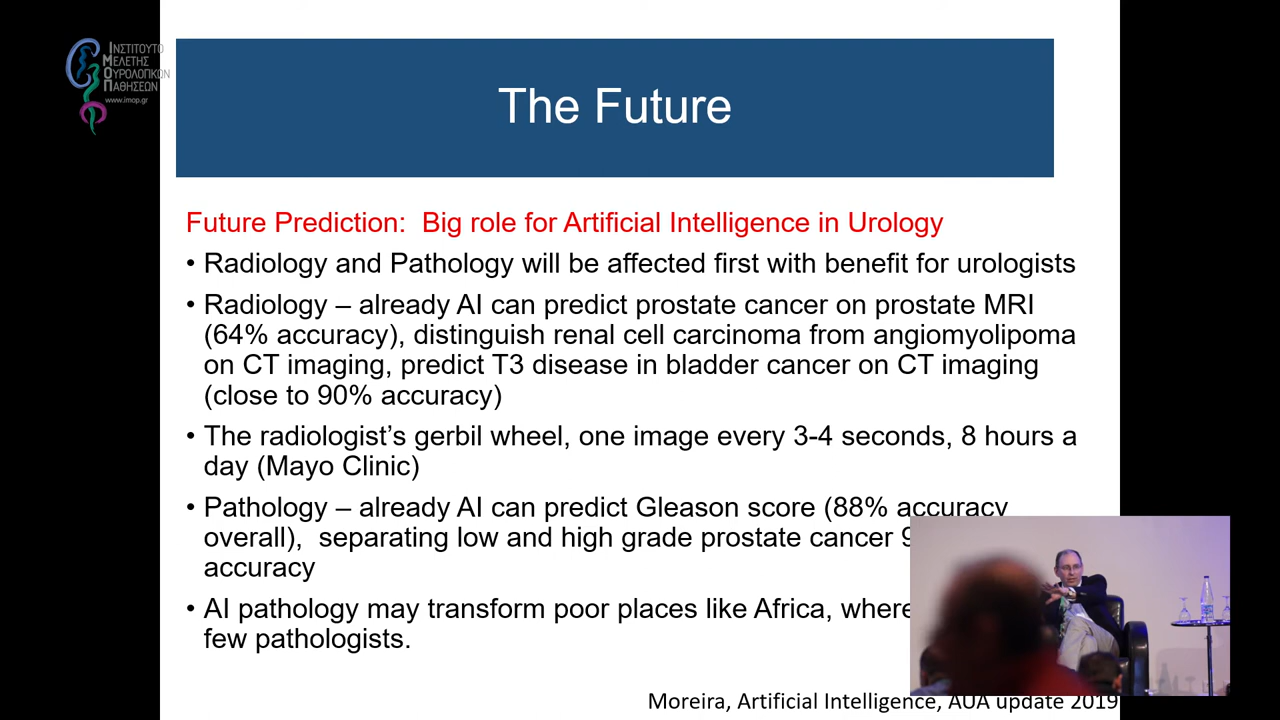 ΙΝΣΤΙΤΟΥΤΟ
ΜΕΛΕΤΗΣ
ΟΥΡΟΛΟΓΙΚΩΝ
ΠΑΘΗΣΕΩΝ
www.imop.gr
The Future
Future Prediction: Big role for Artificial Intelligence in Urology
• Radiology and Pathology will be affected first with benefit for urologists
• Radiology – already AI can predict prostate cancer on prostate MRI
(64% accuracy), distinguish renal cell carcinoma from angiomyolipoma
on CT imaging, predict T3 disease in bladder cancer on CT imaging
(close to 90% accuracy)
• The radiologist’s gerbil wheel, one image every 3-4 seconds, 8 hours a
day (Mayo Clinic)
• Pathology – already AI can predict Gleason score (88% accuracy
overall), separating low and high grade prostate cancer
accuracy
• AI pathology may transform poor places like Africa, where
few pathologists.
Moreira, Artificial Intelligence, AUA update 2019